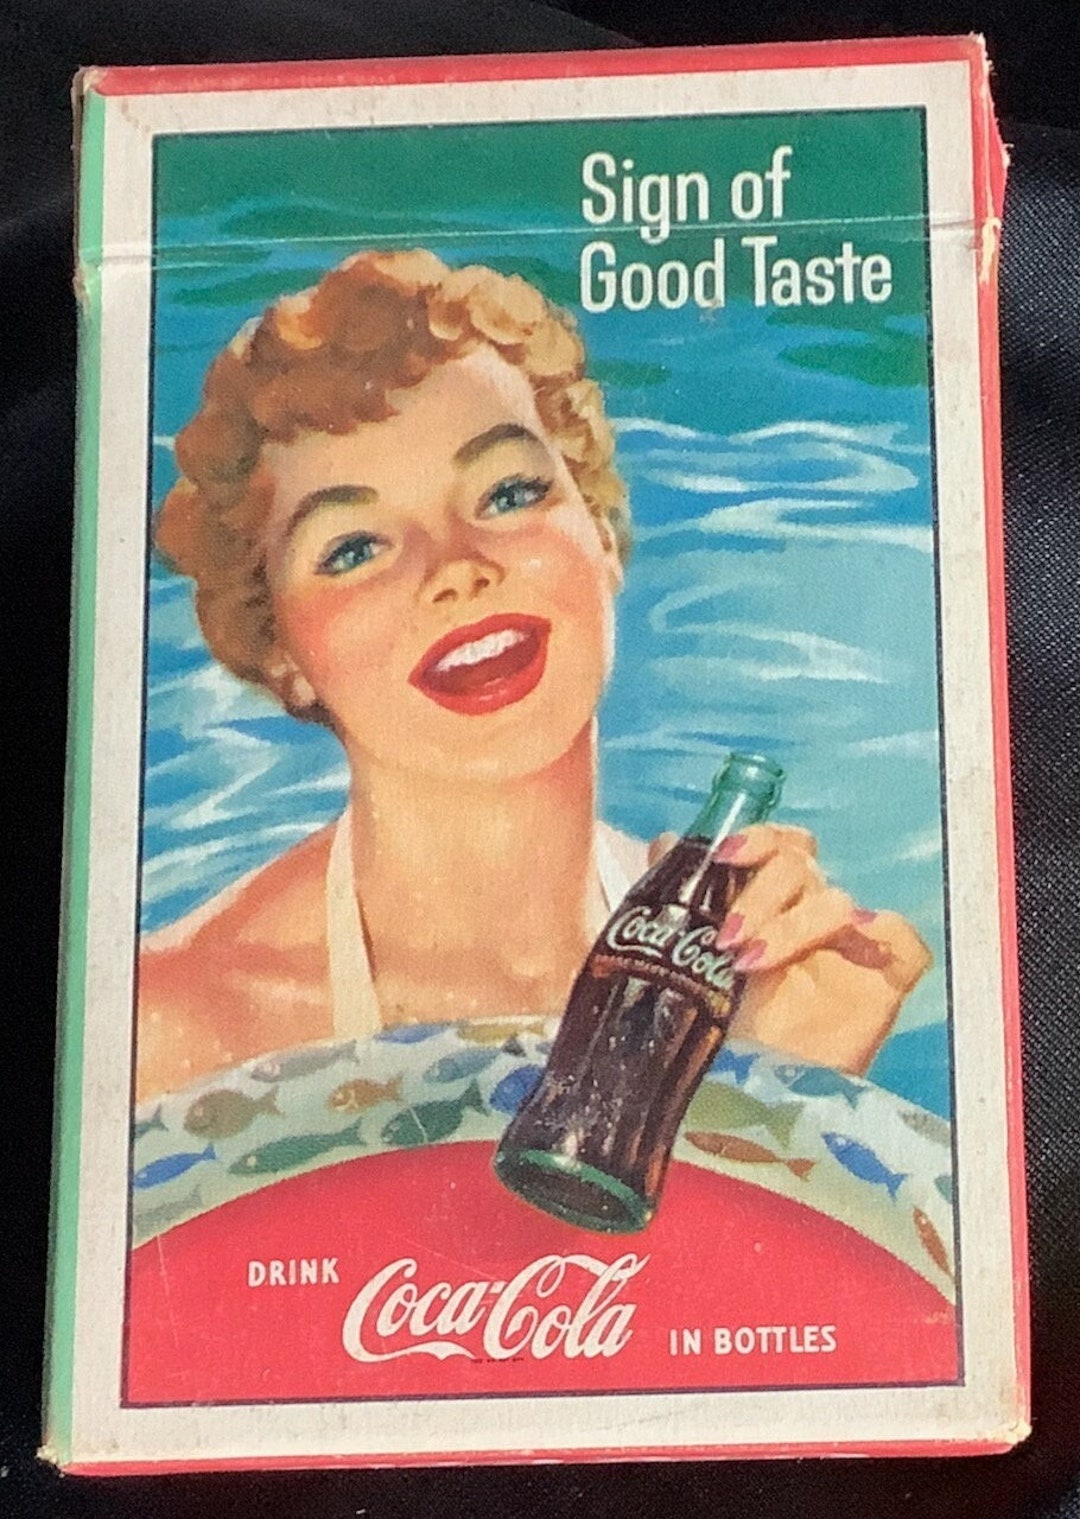 Sign of
Good Taste
Coca-Cola
DRINK Coca-Cola IN BOTTLES